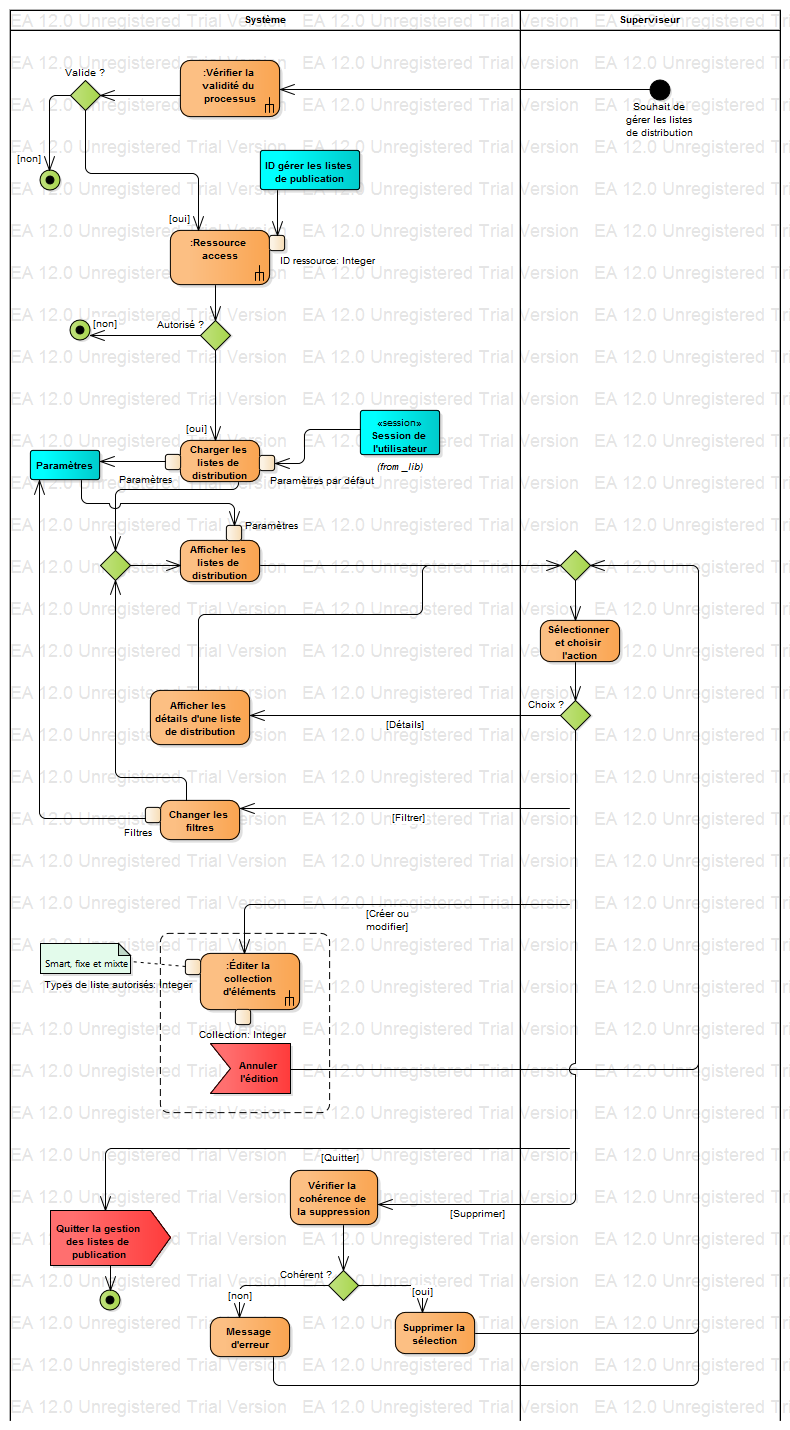 Système
Superviseur
Valide ?
:Vérifier la
validité du
processus
Souhait de
gérer les listes
de distribution
[non]
ID gérer les listes
de publication
[oui]
:Ressource
access
ID ressource: Integer
[non]
Autorisé ?
[oui]
«session»
Session de
l'utilisateur
(from _lib)
Charger les
listes de
distribution
Paramètres
Paramètres
Paramètres par défaut
Paramètres
Afficher les
listes de
distribution
Sélectionner
et choisir
l'action
Afficher les
détails d'une liste
de distribution
Choix ?
[Détails]
Changer les
filtres
[Filtrer]
Filtres
[Créer ou
modifier]
Smart, fixe et mixte
:Éditer la
collection
d'éléments
Types de liste autorisés: Integer
Collection: Integer
Annuler
l'édition
[Quitter]
Vérifier la
cohérence de
la suppression
[Supprimer]
Quitter la gestion
des listes de
publication
Cohérent ?
[non]
[oui]
Message
d'erreur
Supprimer la
sélection
EA 12.0 Unregistered Trial Version